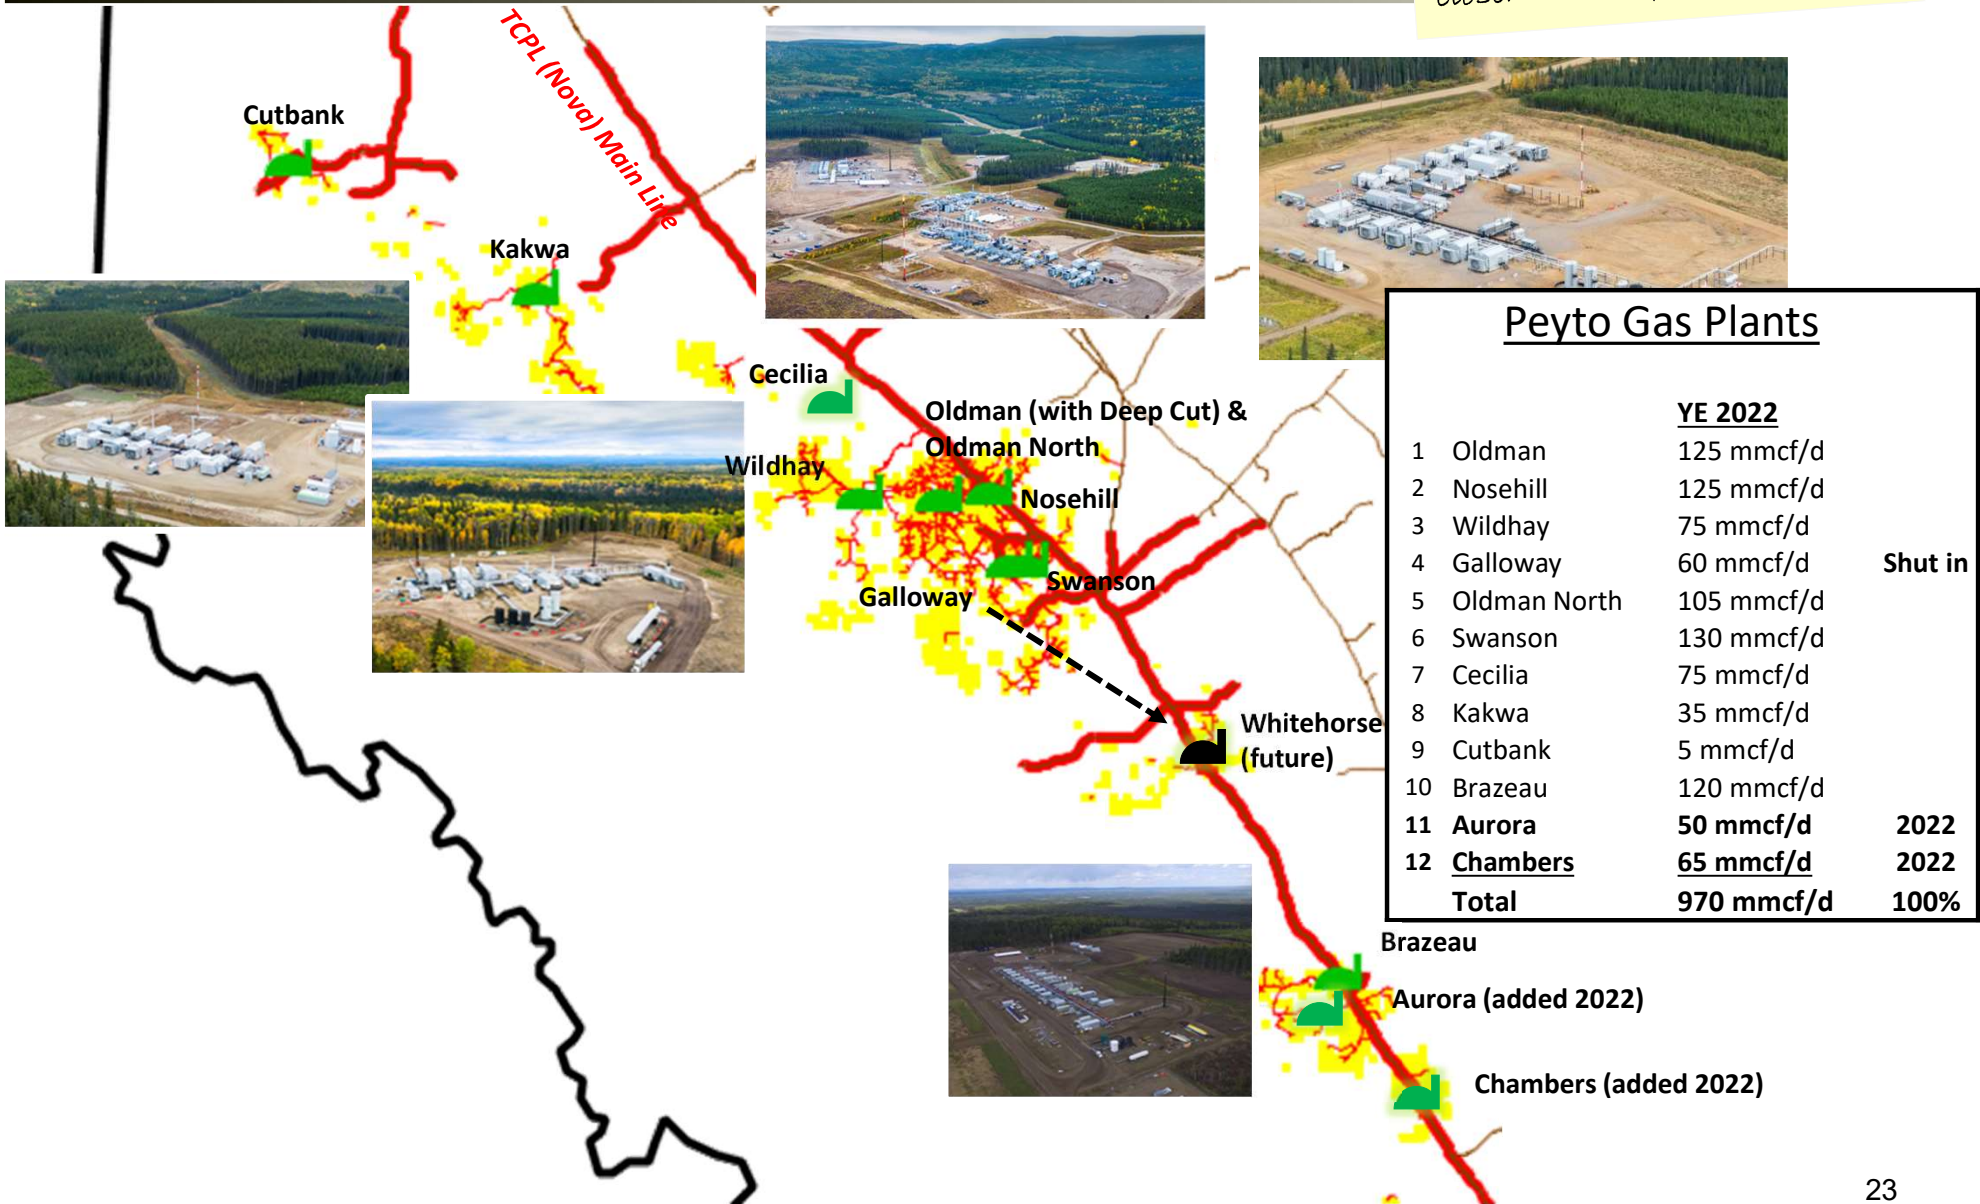 TCPL (Nova) Main Line
Cutbank
Kakwa
Cecilia
Oldman (with Deep Cut) &
Oldman North
Wildhay
Nosehill
Swanson
Galloway
Whitehorse
(future)
Peyto Gas Plants
YE 2022
1 Oldman 125 mmcf/d
2 Nosehill 125 mmcf/d
3 Wildhay 75 mmcf/d
4 Galloway 60 mmcf/d Shut in
5 Oldman North 105 mmcf/d
6 Swanson 130 mmcf/d
7 Cecilia 75 mmcf/d
8 Kakwa 35 mmcf/d
9 Cutbank 5 mmcf/d
10 Brazeau 120 mmcf/d
11 Aurora 50 mmcf/d 2022
12 Chambers 65 mmcf/d 2022
Total 970 mmcf/d 100%
Brazeau
Aurora (added 2022)
Chambers (added 2022)
23